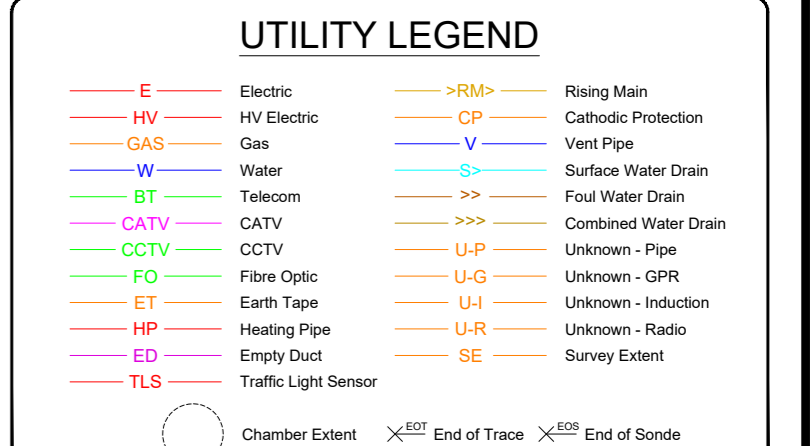 UTILITY LEGEND
E Electric
HV HV Electric
GAS Gas
W Water
BT Telecom
CATV CATV
CCTV CCTV
FO Fibre Optic
ET Earth Tape
HP Heating Pipe
ED Empty Duct
TLS Traffic Light Sensor
>RM> Rising Main
CP Cathodic Protection
V Vent Pipe
S> Surface Water Drain
>> Foul Water Drain
>>> Combined Water Drain
U-P Unknown - Pipe
U-G Unknown - GPR
U-I Unknown - Induction
U-R Unknown - Radio
SE Survey Extent
Chamber Extent EOT End of Trace EOS End of Sonde